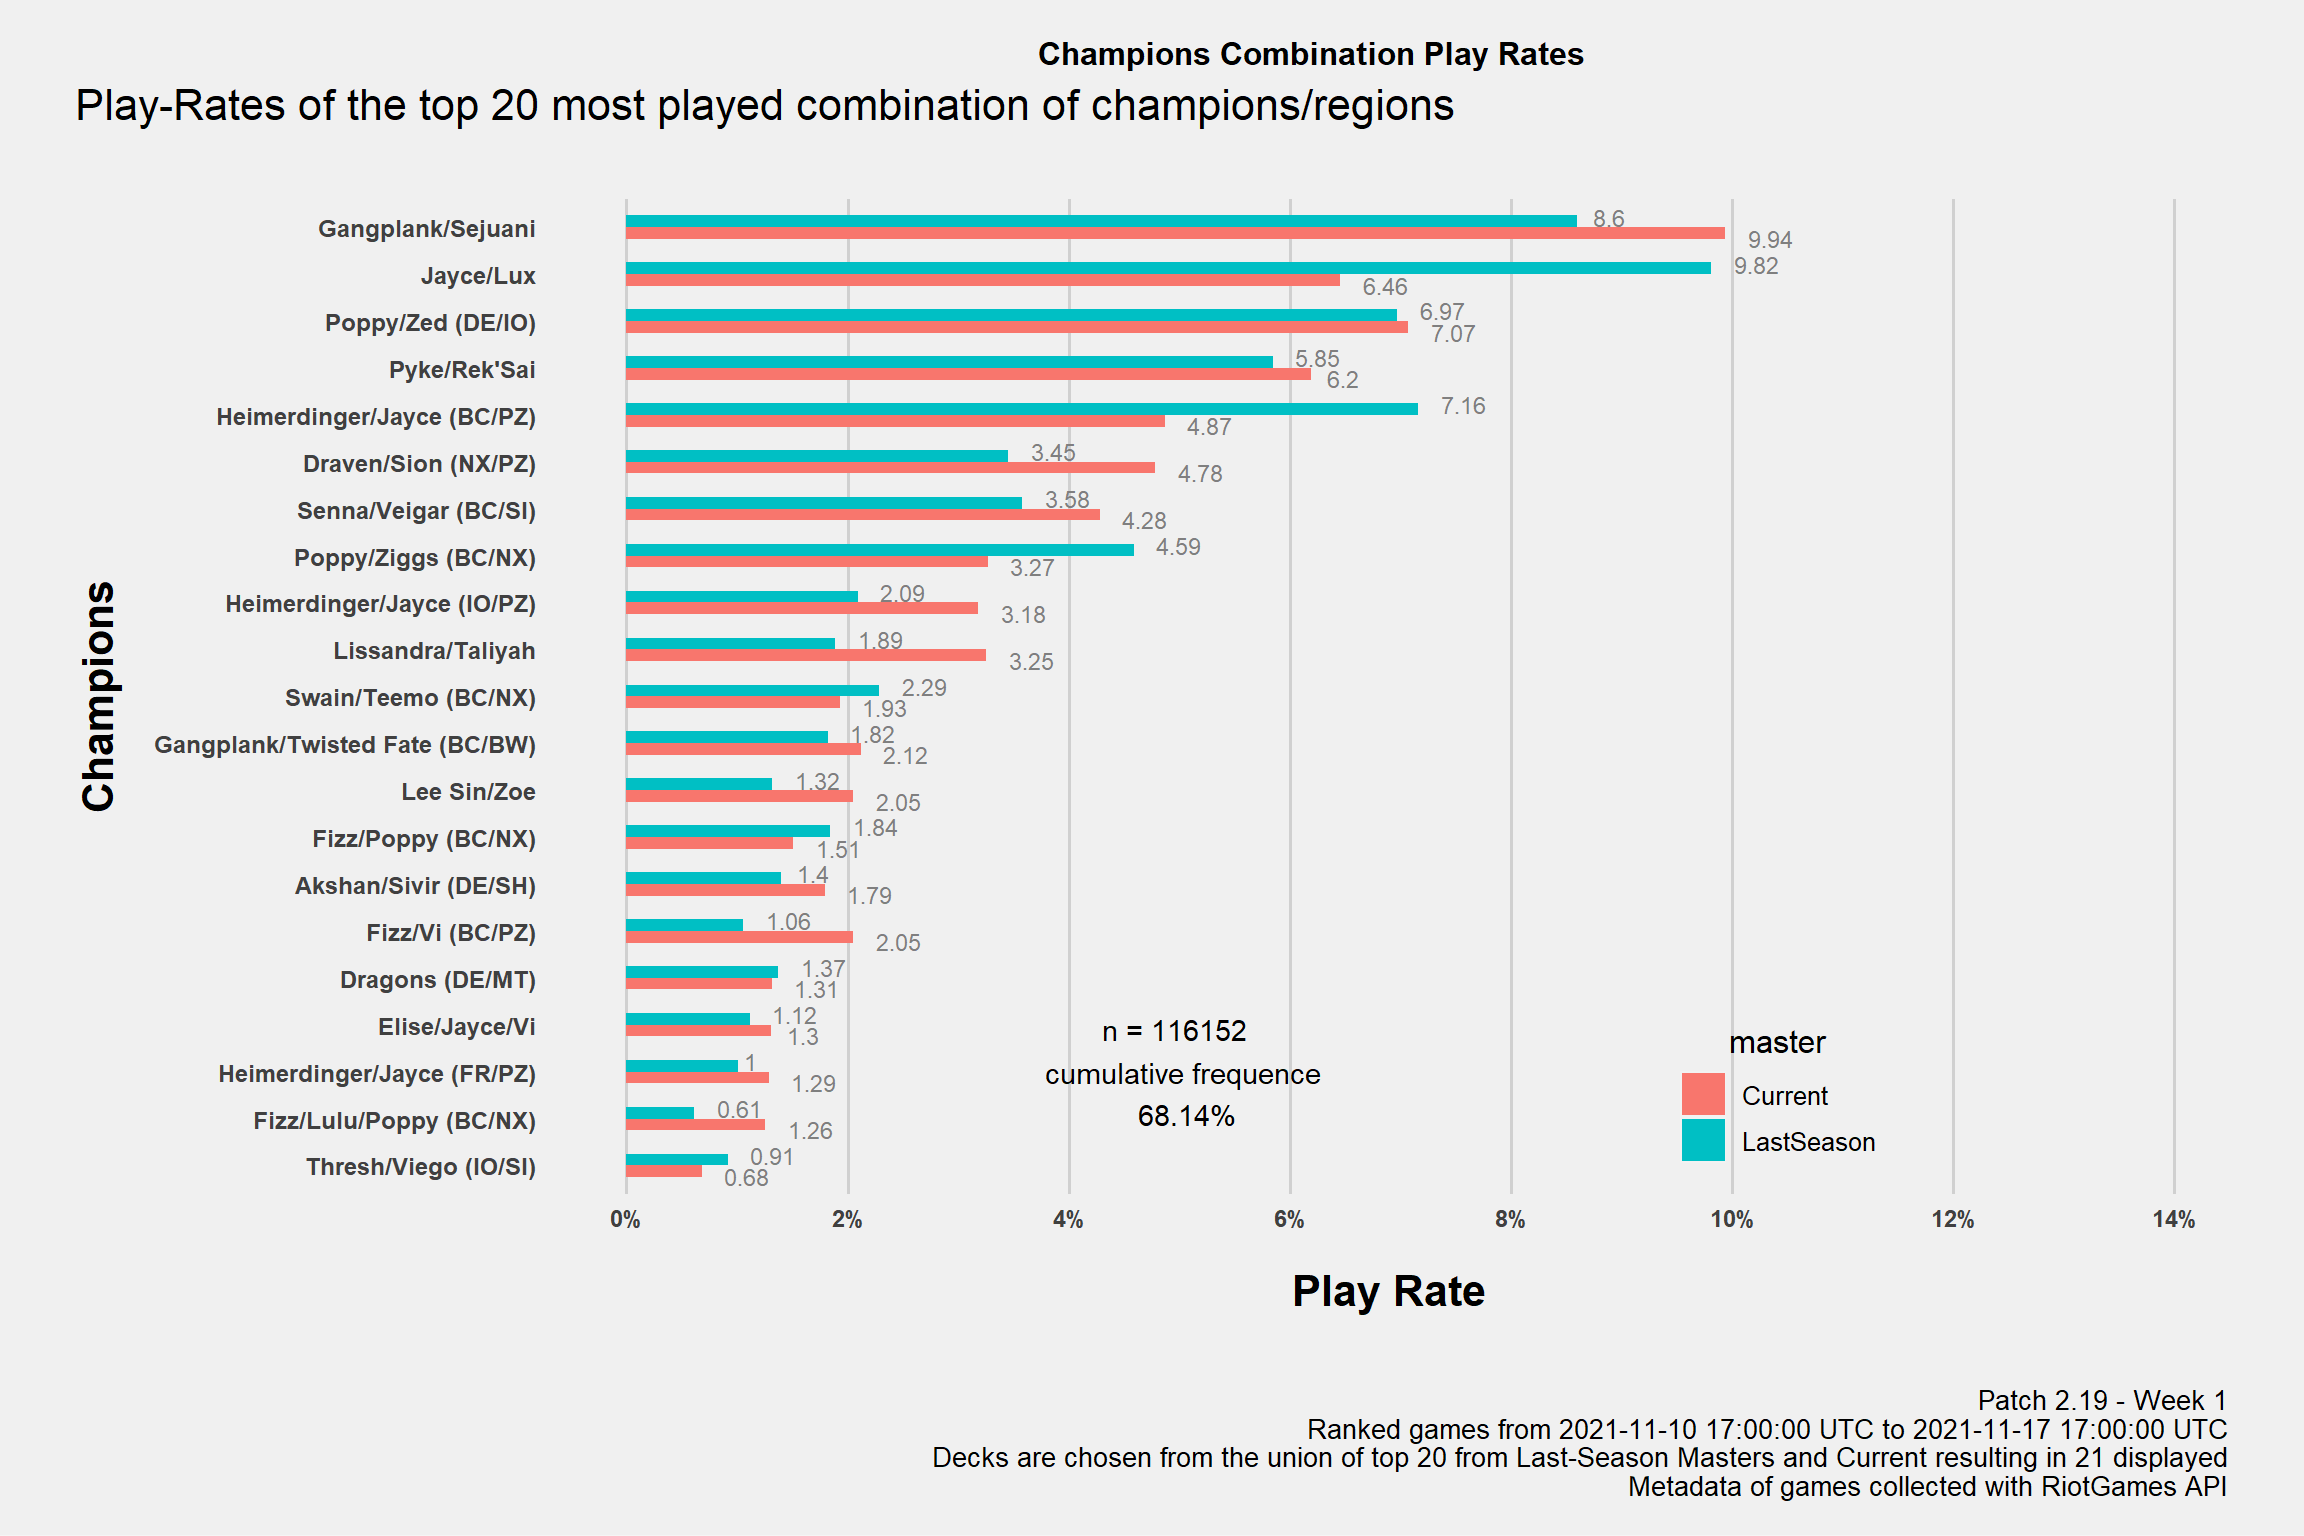 Champions Combination Play Rates
Play-Rates of the top 20 most played combination of champions/regions
Champions
Gangplank/Sejuani 8.6 9.94
Jayce/Lux 9.82 6.46
Poppy/Zed (DE/IO) 6.97 7.07
Pyke/Rek'Sai 5.85 6.2
Heimerdinger/Jayce (BC/PZ) 7.16 4.87
Draven/Sion (NX/PZ) 3.45 4.78
Senna/Veigar (BC/SI) 3.58 4.28
Poppy/Ziggs (BC/NX) 4.59 3.27
Heimerdinger/Jayce (IO/PZ) 2.09 3.18
Lissandra/Taliyah 1.89 3.25
Swain/Teemo (BC/NX) 2.29 1.93
Gangplank/Twisted Fate (BC/BW) 1.82 2.12
Lee Sin/Zoe 1.32 2.05
Fizz/Poppy (BC/NX) 1.84 1.51
Akshan/Sivir (DE/SH) 1.4 1.79
Fizz/Vi (BC/PZ) 1.06 2.05
Dragons (DE/MT) 1.37 1.31
Elise/Jayce/Vi 1.12 1.3
Heimerdinger/Jayce (FR/PZ) 1 1.29
Fizz/Lulu/Poppy (BC/NX) 0.61 1.26
Thresh/Viego (IO/SI) 0.91 0.68
n = 116152
cumulative frequence
68.14%
master
Current
LastSeason
0% 2% 4% 6% 8% 10% 12% 14%
Play Rate
Patch 2.19 - Week 1
Ranked games from 2021-11-10 17:00:00 UTC to 2021-11-17 17:00:00 UTC
Decks are chosen from the union of top 20 from Last-Season Masters and Current resulting in 21 displayed
Metadata of games collected with RiotGames API